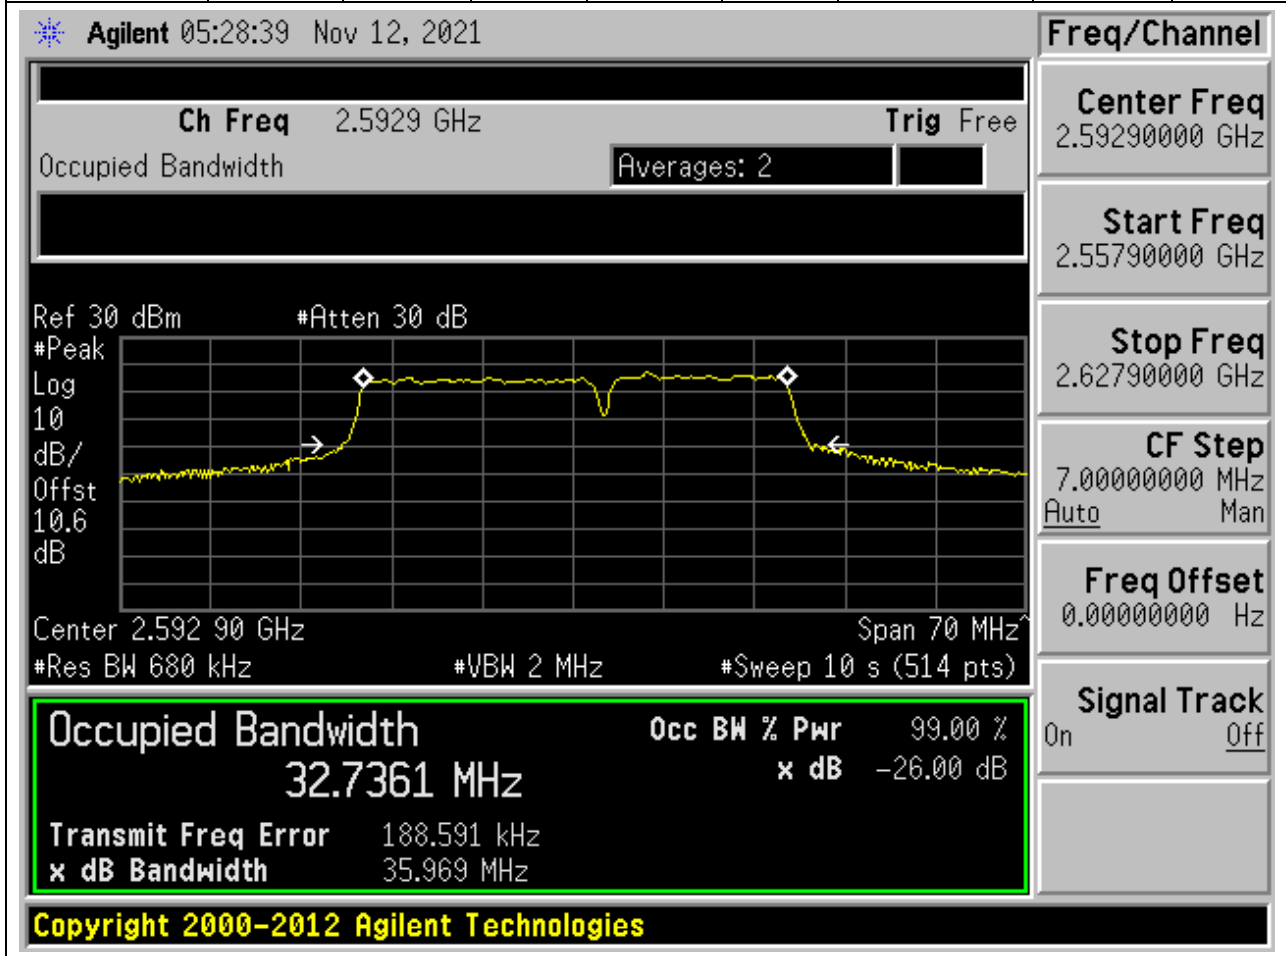 Agilent 05:28:39 Nov 12, 2021
Freq/Channel
Ch Freq 2.5929 GHz Trig Free
Occupied Bandwidth Averages: 2
Center Freq
2.59290000 GHz
Start Freq
2.55790000 GHz
Stop Freq
2.62790000 GHz
CF Step
7.00000000 MHz
Auto Man
Freq Offset
0.00000000 Hz
Signal Track
On Off
Ref 30 dBm #Atten 30 dB
#Peak
Log
10
dB/
Offst
10.6
dB
Center 2.592 90 GHz Span 70 MHz^
#Res BW 680 kHz #VBW 2 MHz #Sweep 10 s (514 pts)
Occupied Bandwidth Occ BW % Pwr 99.00 %
32.7361 MHz x dB -26.00 dB
Transmit Freq Error 188.591 kHz
x dB Bandwidth 35.969 MHz
Copyright 2000-2012 Agilent Technologies